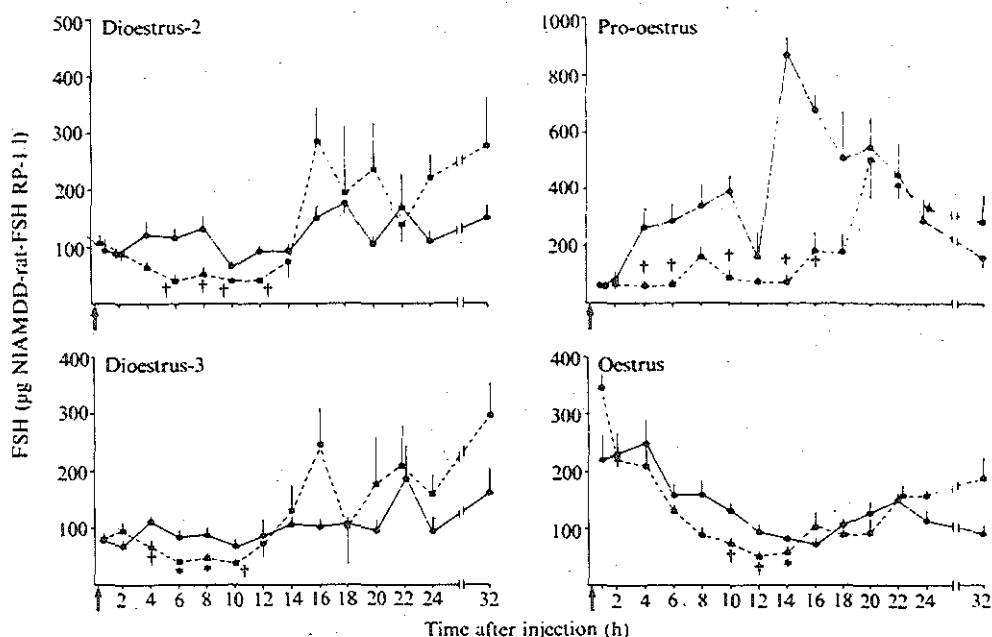 500
400
300
200
100
Dioestrus-2
1000
800
600
400
200
Pro-oestrus
FSH (µg NIAMDD-rat-FSH RP-1.l)
400
300
200
100
Dioestrus-3
2 4 6 8 10 12 14 16 18 20 22 24 32
400
300
200
100
Oestrus
2 4 6 8 10 12 14 16 18 20 22 24 32
Time after injection (h)